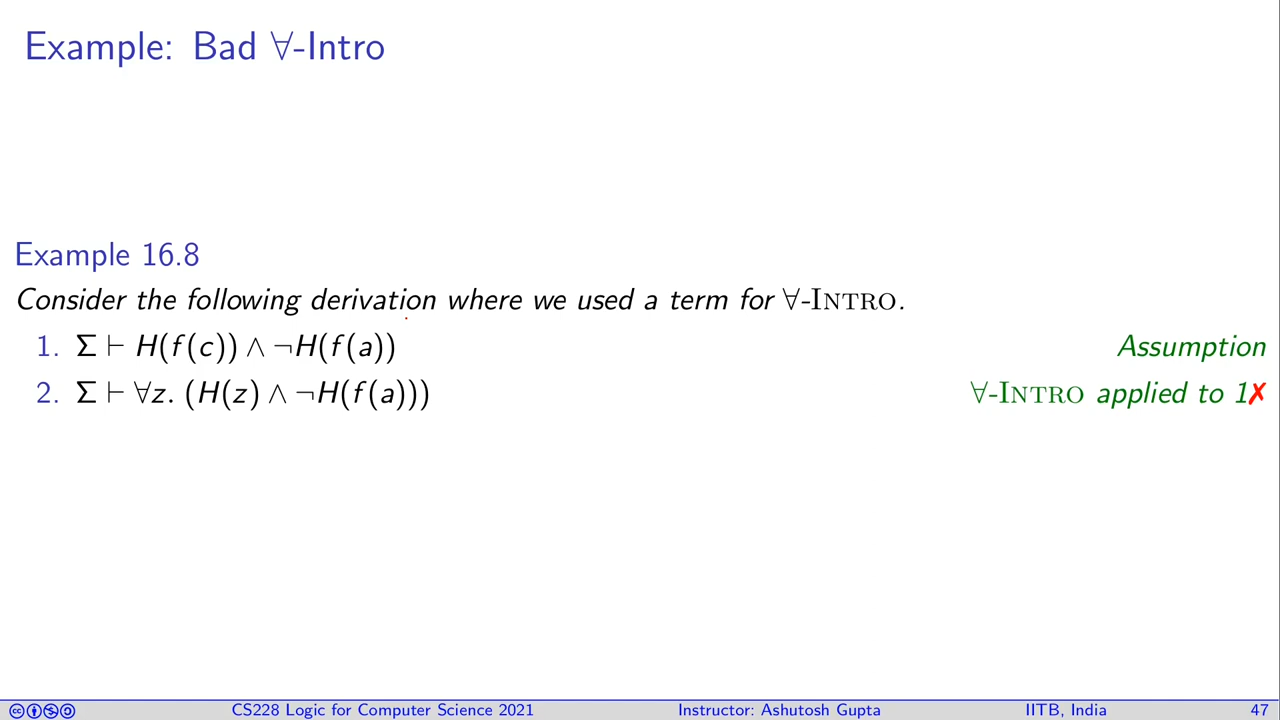 Example: Bad ∀-Intro
Example 16.8
Consider the following derivation where we used a term for ∀-Intro.
1. Σ ⊢ H(f(c)) ∧ ¬H(f(a)) Assumption
2. Σ ⊢ ∀z. (H(z) ∧ ¬H(f(a))) ∀-Intro applied to 1✗
CS228 Logic for Computer Science 2021 Instructor: Ashutosh Gupta IITB, India 47